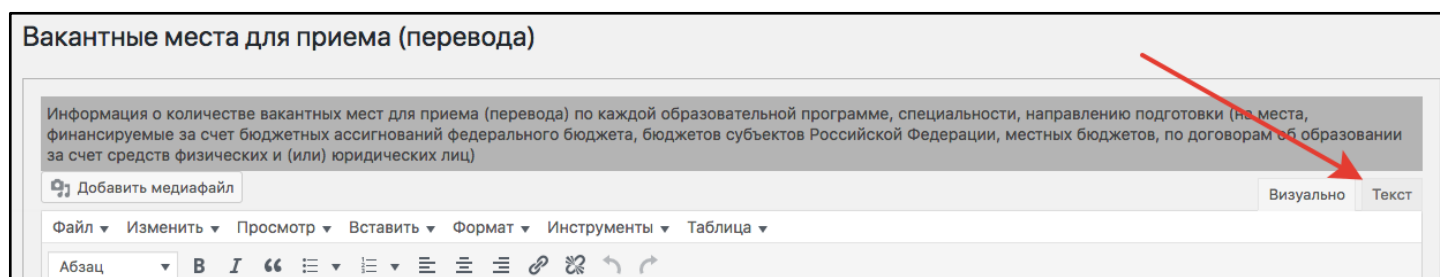 Вакантные места для приема (перевода)
Информация о количестве вакантных мест для приема (перевода) по каждой образовательной программе, специальности, направлению подготовки (на места,
финансируемые за счет бюджетных ассигнований федерального бюджета, бюджетов субъектов Российской Федерации, местных бюджетов, по договорам об образовании
за счет средств физических и (или) юридических лиц)
Добавить медиафайл
Визуально Текст
Файл Изменить Просмотр Вставить Формат Инструменты Таблица
Абзац B I